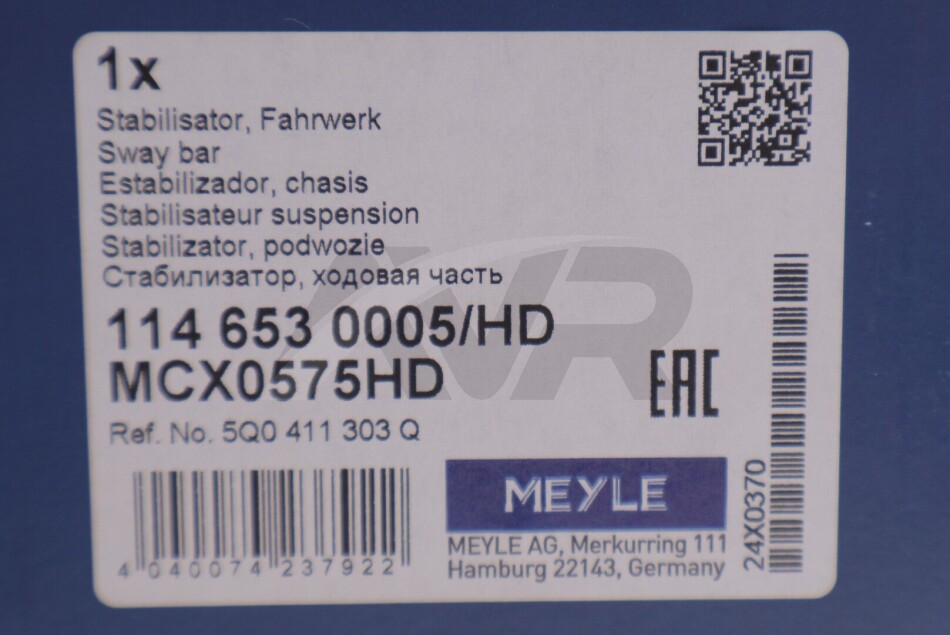 1x
Stabilisator, Fahrwerk
Sway bar
Estabilizador, chasis
Stabilisateur suspension
Stabilizator, podwozie
Стабилизатор, ходовая часть
114 653 0005/HD
MCX0575HD
Ref. No. 5Q0 411 303 Q
EAC
4 040074 237922
MEYLE
MEYLE AG, Merkurring 111
Hamburg 22143, Germany
24X0370